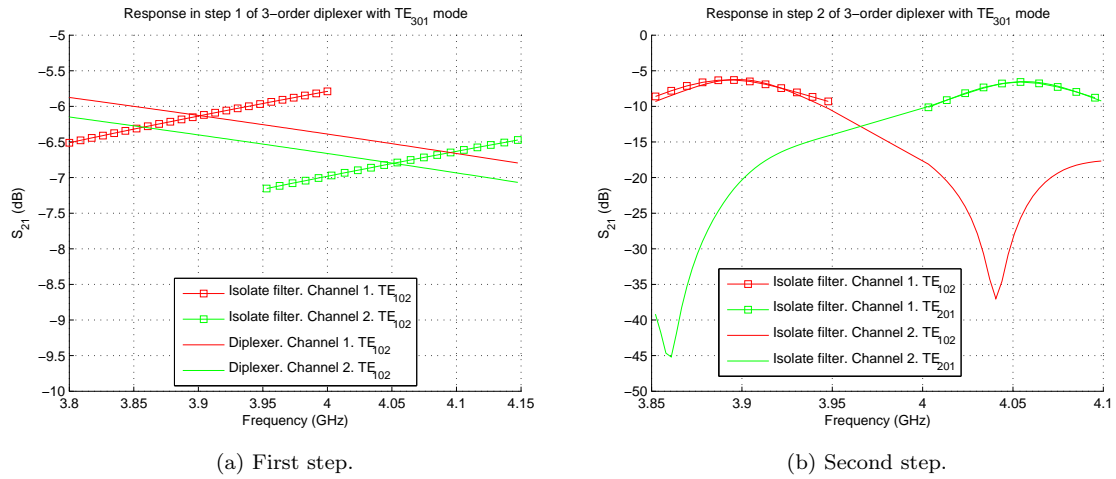 Response in step 1 of 3−order diplexer with TE301 mode
−5
−5.5
−6
−6.5
−7
−7.5
−8
−8.5
−9
−9.5
−10
S21 (dB)
Isolate filter. Channel 1. TE102
Isolate filter. Channel 2. TE102
Diplexer. Channel 1. TE102
Diplexer. Channel 2. TE102
3.8 3.85 3.9 3.95 4 4.05 4.1 4.15
Frequency (GHz)
(a) First step.
Response in step 2 of 3−order diplexer with TE301 mode
0
−5
−10
−15
−20
−25
−30
−35
−40
−45
−50
S21 (dB)
Isolate filter. Channel 1. TE102
Isolate filter. Channel 1. TE201
Isolate filter. Channel 2. TE102
Isolate filter. Channel 2. TE201
3.85 3.9 3.95 4 4.05 4.1
Frequency (GHz)
(b) Second step.